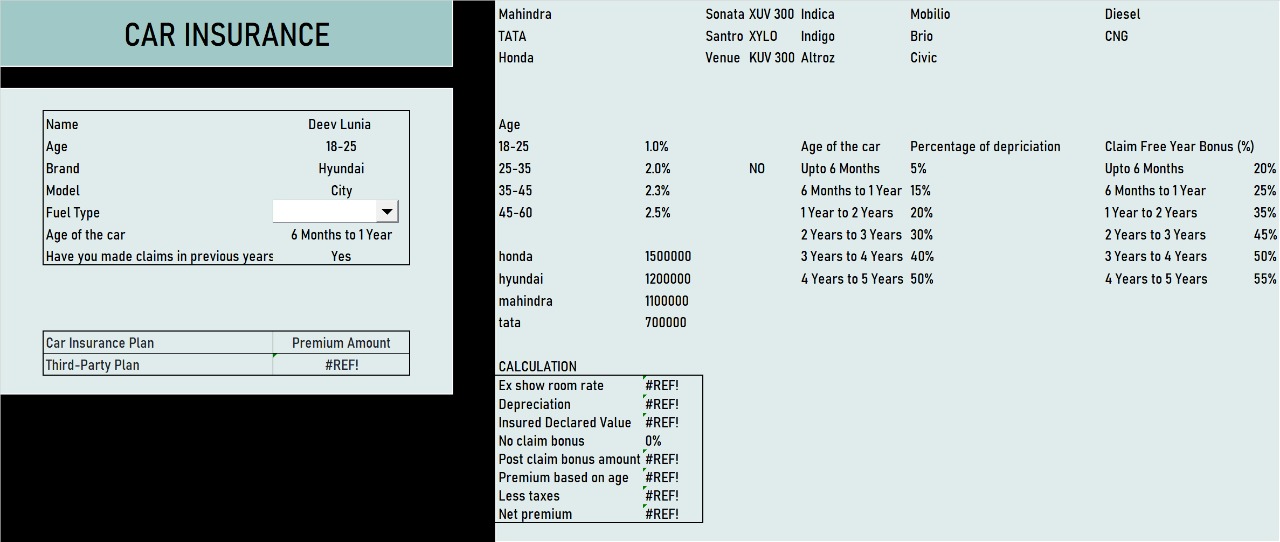 CAR INSURANCE
Name Deev Lunia
Age 18-25
Brand Hyundai
Model City
Fuel Type
Age of the car 6 Months to 1 Year
Have you made claims in previous years Yes
Car Insurance Plan Premium Amount
Third-Party Plan #REF!
Mahindra Sonata XUV 300 Indica Mobilio Diesel
TATA Santro XYLO Indigo Brio CNG
Honda Venue KUV 300 Altroz Civic
Age
18-25 1.0% Age of the car Percentage of depriciation Claim Free Year Bonus (%)
25-35 2.0% NO Upto 6 Months 5% Upto 6 Months 20%
35-45 2.3% 6 Months to 1 Year 15% 6 Months to 1 Year 25%
45-60 2.5% 1 Year to 2 Years 20% 1 Year to 2 Years 35%
2 Years to 3 Years 30% 2 Years to 3 Years 45%
honda 1500000 3 Years to 4 Years 40% 3 Years to 4 Years 50%
hyundai 1200000 4 Years to 5 Years 50% 4 Years to 5 Years 55%
mahindra 1100000
tata 700000
CALCULATION
Ex show room rate #REF!
Depreciation #REF!
Insured Declared Value #REF!
No claim bonus 0%
Post claim bonus amount #REF!
Premium based on age #REF!
Less taxes #REF!
Net premium #REF!